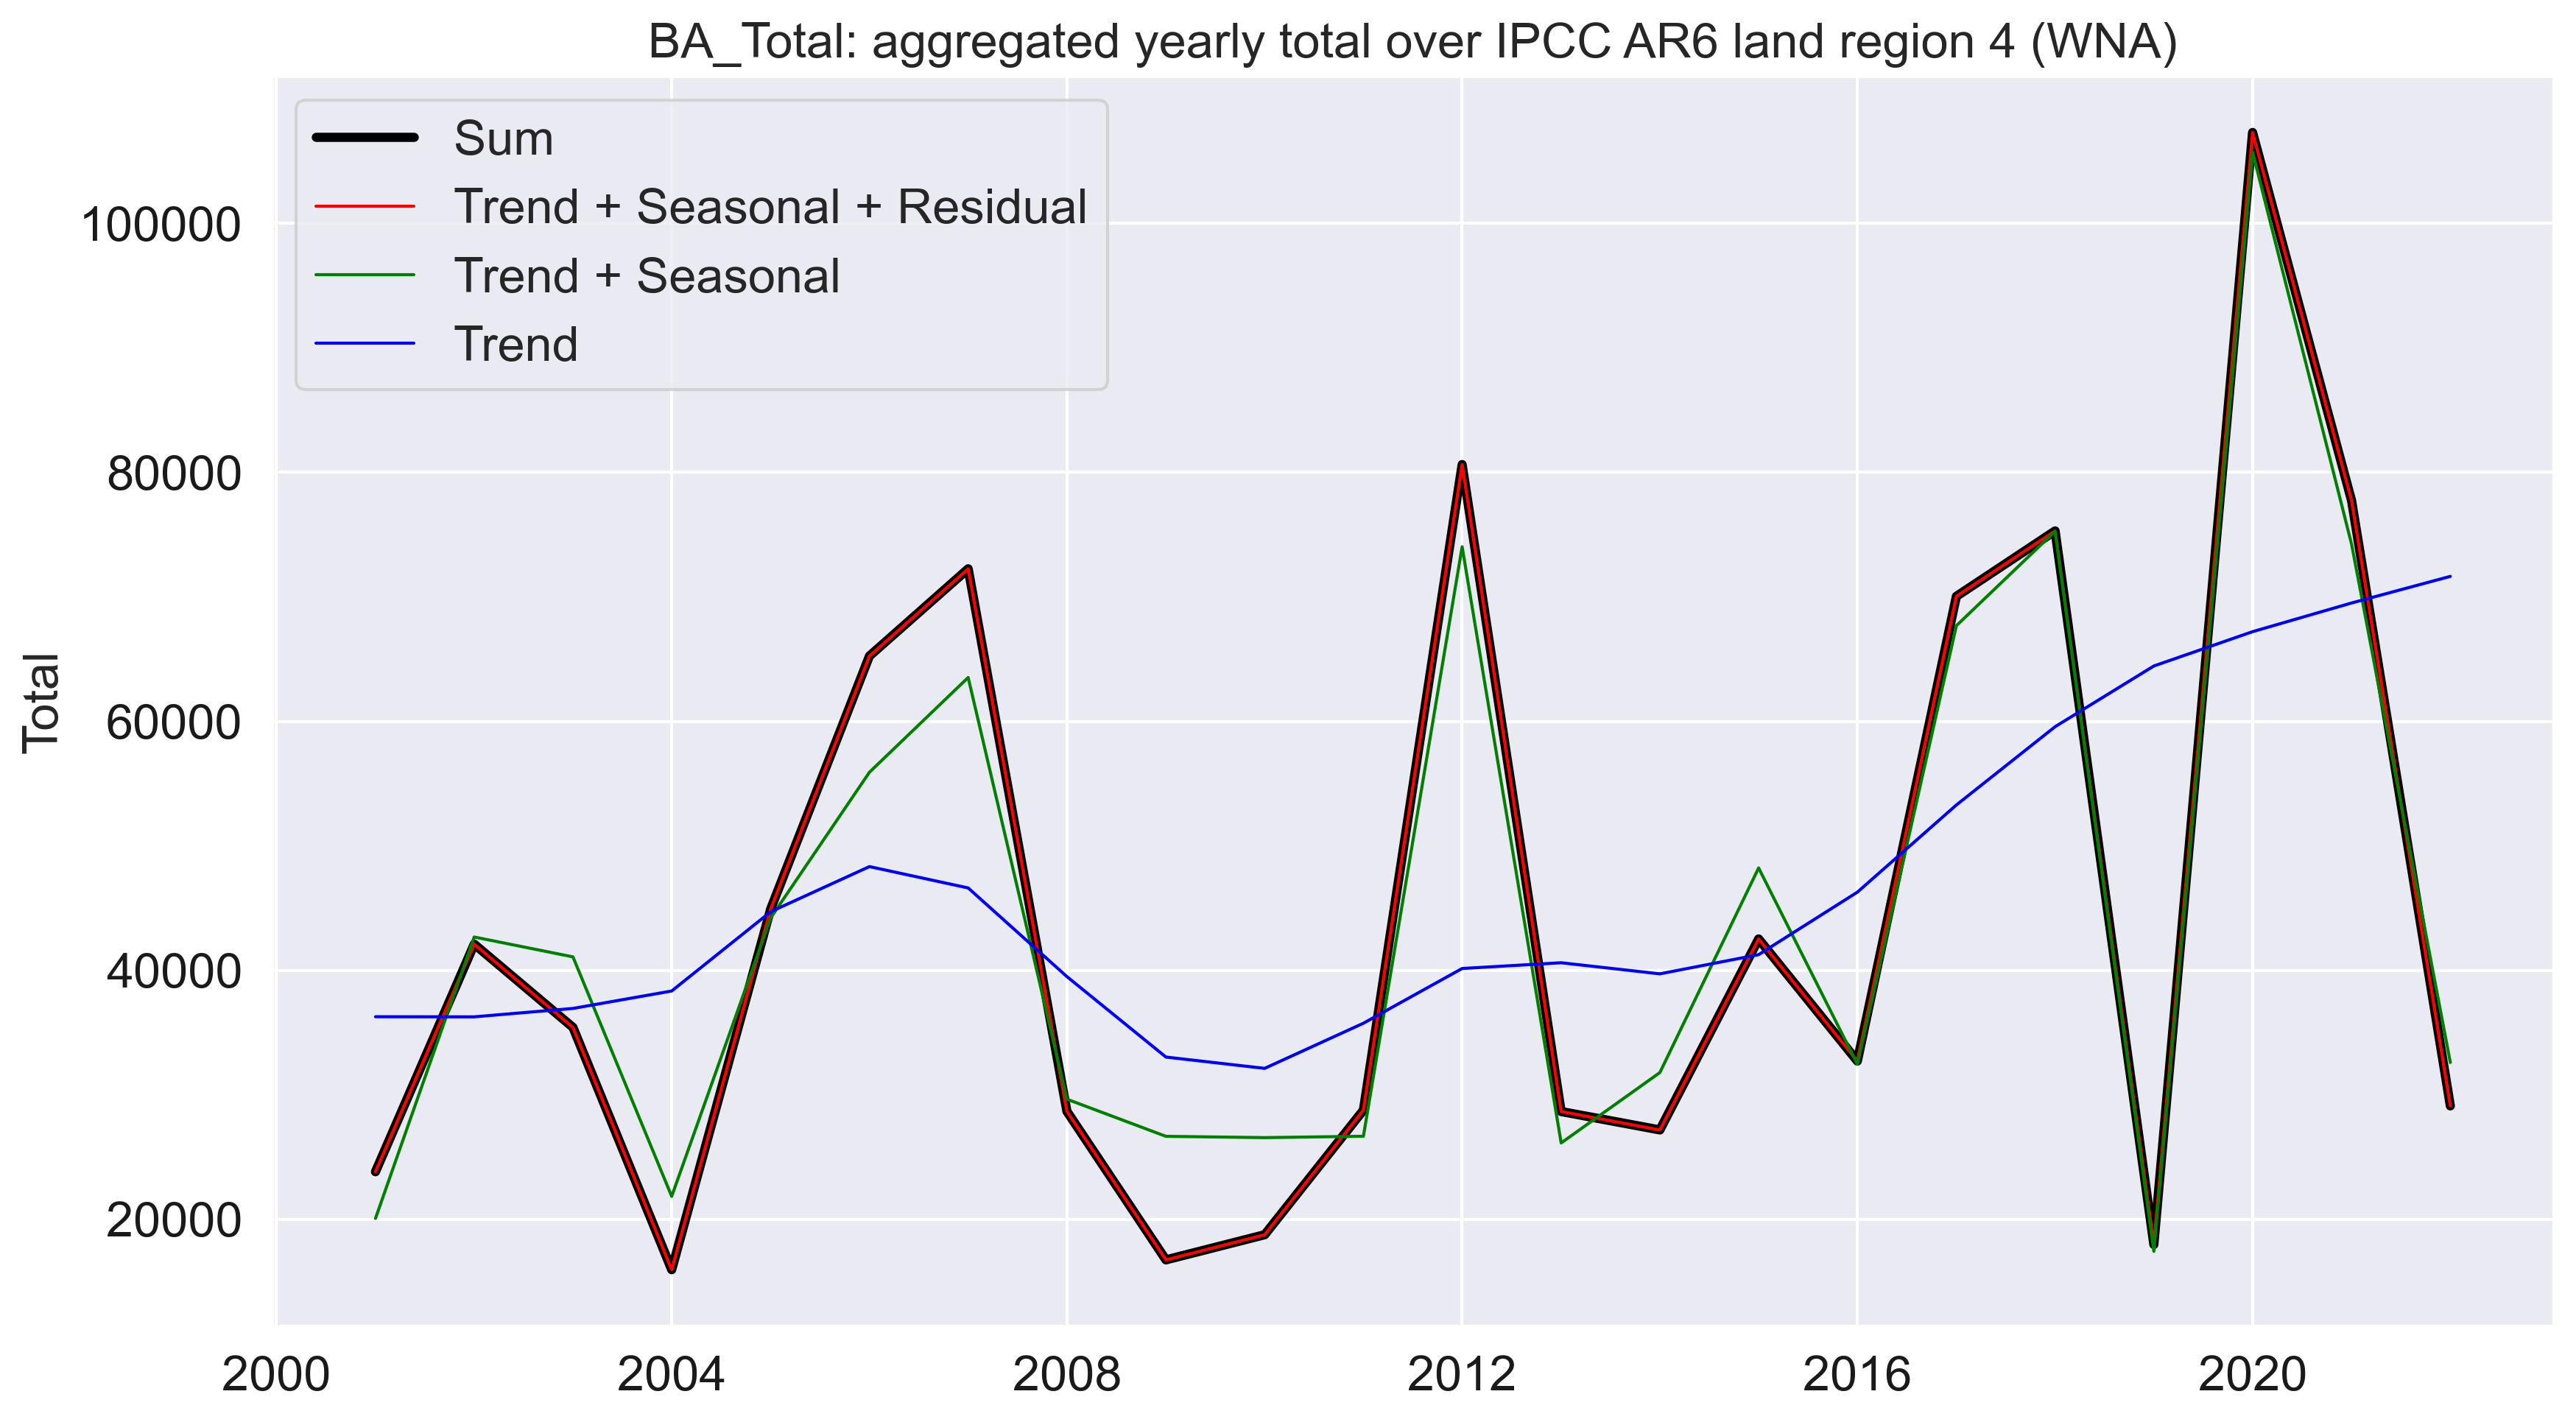 BA_Total: aggregated yearly total over IPCC AR6 land region 4 (WNA)
Sum
Trend + Seasonal + Residual
Trend + Seasonal
Trend
100000
80000
60000
40000
20000
Total
2000 2004 2008 2012 2016 2020